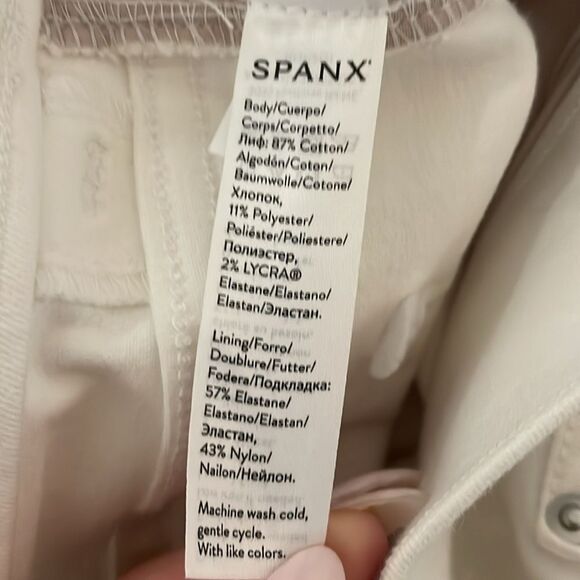 SPANX
Body/Cuerpo/
Corps/Corpetto/
Лиф: 87% Cotton/
Algodón/Coton/
Baumwolle/Cotone/
Хлопок,
11% Polyester/
Poliéster/Poliestere/
Полиэстер,
2% LYCRA®
Elastane/Elastano/
Elastan/Эластан.
Lining/Forro/
Doublure/Futter/
Fodera/Подкладка:
57% Elastane/
Elastano/Elastan/
Эластан,
43% Nylon/
Nailon/Нейлон.
Machine wash cold,
gentle cycle.
With like colors.